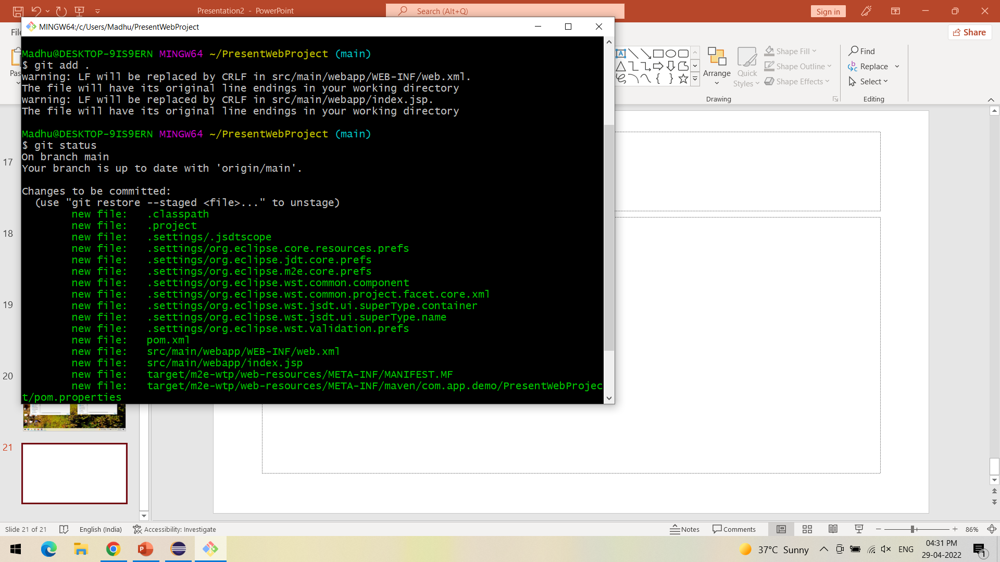 Presentation2 - PowerPoint
Search (Alt+Q)
Sign in
MINGW64:/c/Users/Madhu/PresentWebProject
Share
Madhu@DESKTOP-9IS9ERN MINGW64 ~/PresentWebProject (main)
$ git add .
warning: LF will be replaced by CRLF in src/main/webapp/WEB-INF/web.xml.
The file will have its original line endings in your working directory
warning: LF will be replaced by CRLF in src/main/webapp/index.jsp.
The file will have its original line endings in your working directory
Madhu@DESKTOP-9IS9ERN MINGW64 ~/PresentWebProject (main)
$ git status
On branch main
Your branch is up to date with 'origin/main'.
Changes to be committed:
(use "git restore --staged <file>..." to unstage)
new file: .classpath
new file: .project
new file: .settings/.jsdtscope
new file: .settings/org.eclipse.core.resources.prefs
new file: .settings/org.eclipse.jdt.core.prefs
new file: .settings/org.eclipse.m2e.core.prefs
new file: .settings/org.eclipse.wst.common.component
new file: .settings/org.eclipse.wst.common.project.facet.core.xml
new file: .settings/org.eclipse.wst.jsdt.ui.superType.container
new file: .settings/org.eclipse.wst.jsdt.ui.superType.name
new file: .settings/org.eclipse.wst.validation.prefs
new file: pom.xml
new file: src/main/webapp/WEB-INF/web.xml
new file: src/main/webapp/index.jsp
new file: target/m2e-wtp/web-resources/META-INF/MANIFEST.MF
new file: target/m2e-wtp/web-resources/META-INF/maven/com.app.demo/PresentWebProjec
t/pom.properties
Arrange
Quick
Styles
Shape Fill
Shape Outline
Shape Effects
Drawing
Find
Replace
Select
Editing
17
18
19
20
21
Slide 21 of 21
English (India)
Accessibility: Investigate
Notes
Comments
86%
37°C Sunny
ENG
04:31 PM
29-04-2022
1